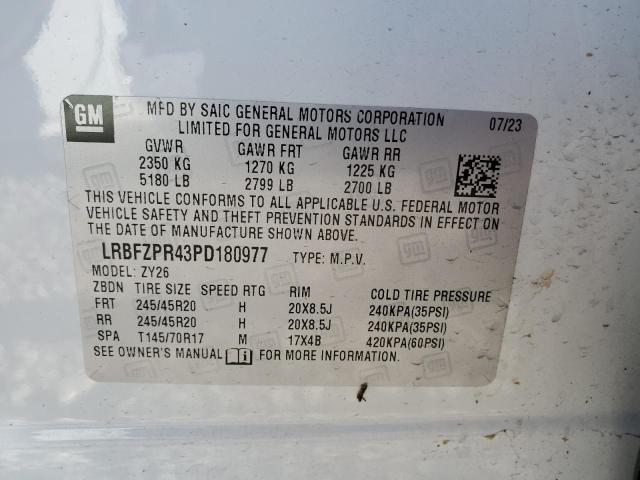 GM
MFD BY SAIC GENERAL MOTORS CORPORATION
LIMITED FOR GENERAL MOTORS LLC
07/23
GVWR GAWR FRT GAWR RR
2350 KG 1270 KG 1225 KG
5180 LB 2799 LB 2700 LB
THIS VEHICLE CONFORMS TO ALL APPLICABLE U.S. FEDERAL MOTOR
VEHICLE SAFETY AND THEFT PREVENTION STANDARDS IN EFFECT ON
THE DATE OF MANUFACTURE SHOWN ABOVE.
LRBFZPR43PD180977 TYPE: M.P.V.
MODEL: ZY26
ZBDN TIRE SIZE SPEED RTG RIM COLD TIRE PRESSURE
FRT 245/45R20 H 20X8.5J 240KPA(35PSI)
RR 245/45R20 H 20X8.5J 240KPA(35PSI)
SPA T145/70R17 M 17X4B 420KPA(60PSI)
SEE OWNER'S MANUAL FOR MORE INFORMATION.